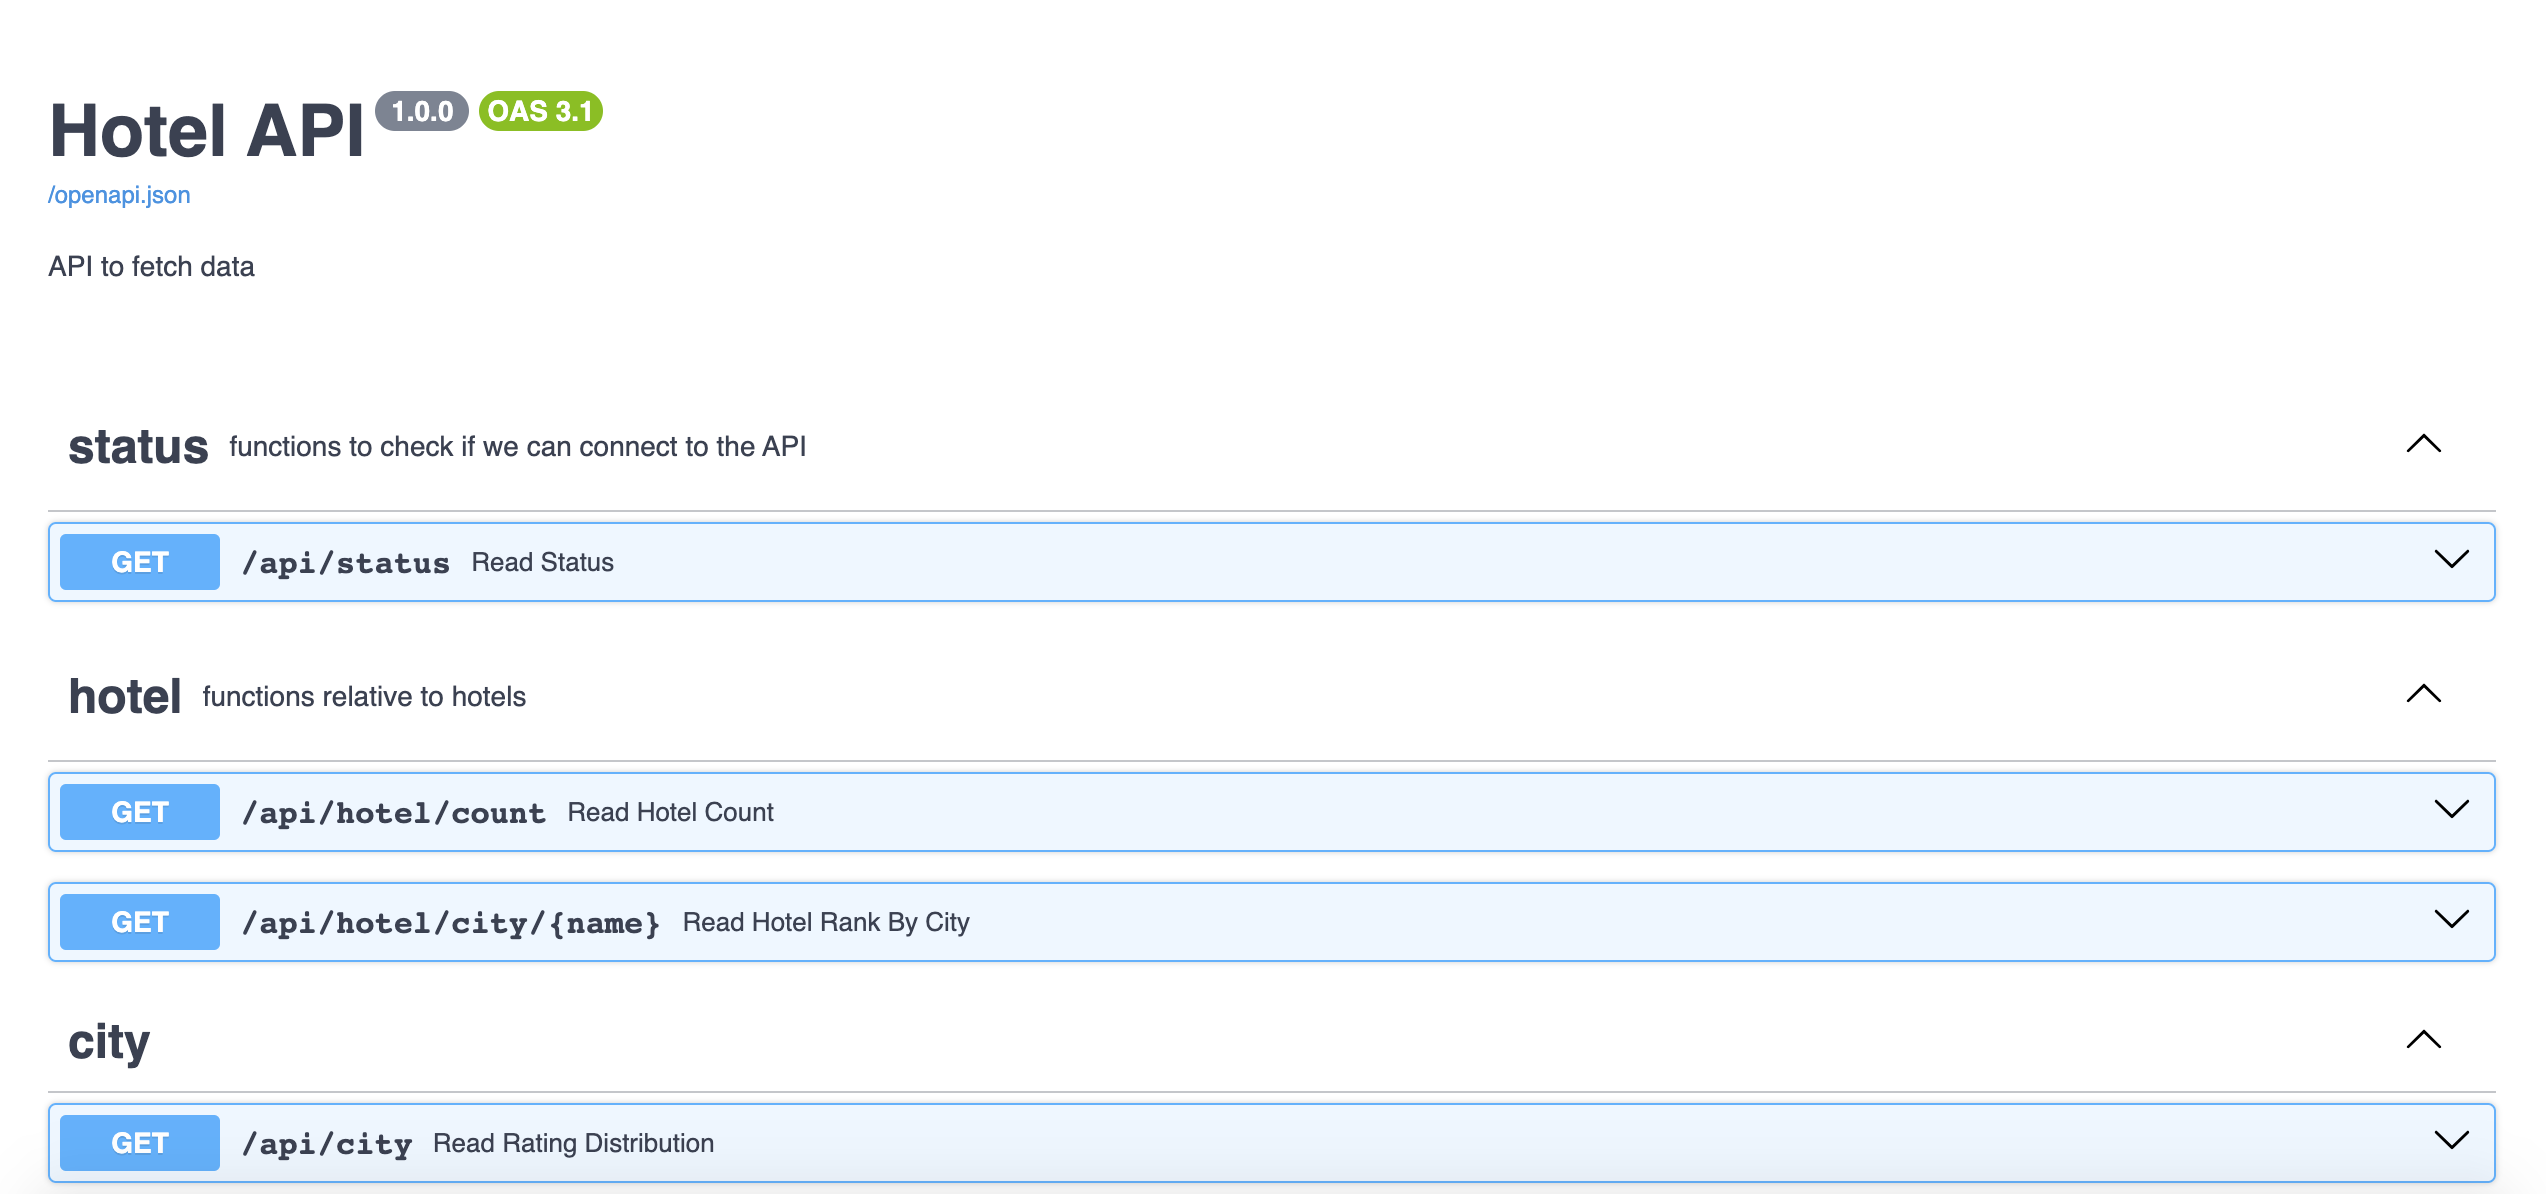 Hotel API 1.0.0 OAS 3.1
/openapi.json
API to fetch data
status functions to check if we can connect to the API
GET /api/status Read Status
hotel functions relative to hotels
GET /api/hotel/count Read Hotel Count
GET /api/hotel/city/{name} Read Hotel Rank By City
city
GET /api/city Read Rating Distribution